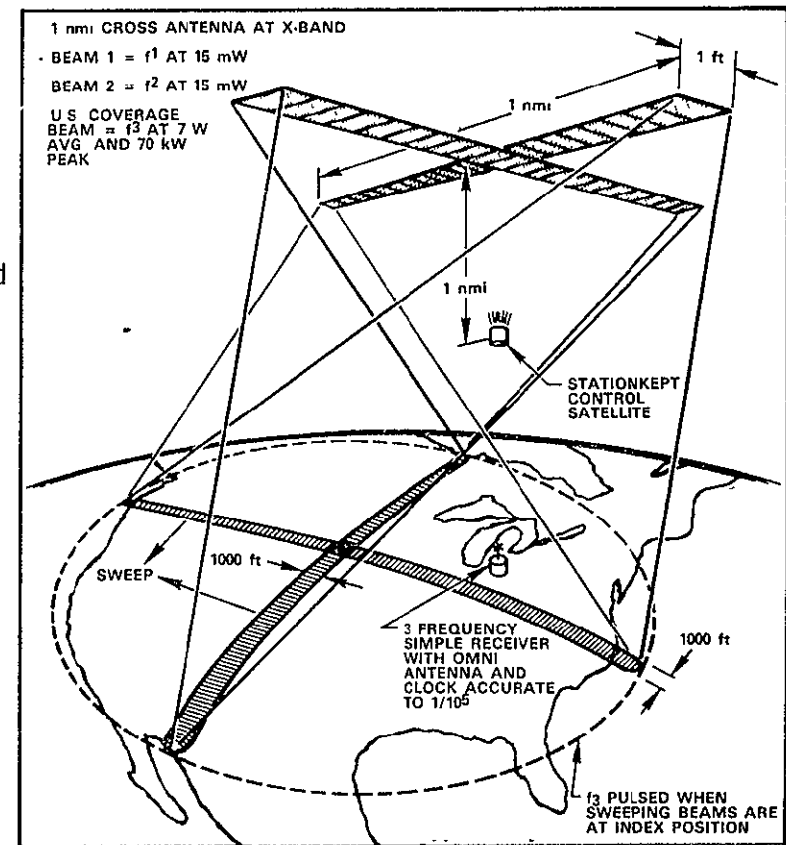 1 nmi CROSS ANTENNA AT X-BAND
BEAM 1 = f1 AT 15 mW
BEAM 2 = f2 AT 15 mW
U S COVERAGE
BEAM = f3 AT 7 W
AVG AND 70 kW
PEAK
1 ft
1 nmi
1 nmi
d
STATIONKEPT
CONTROL
SATELLITE
SWEEP
1000 ft
3 FREQUENCY
SIMPLE RECEIVER
WITH OMNI
ANTENNA AND
CLOCK ACCURATE
TO 1/10⁵
1000 ft
f3 PULSED WHEN
SWEEPING BEAMS ARE
AT INDEX POSITION